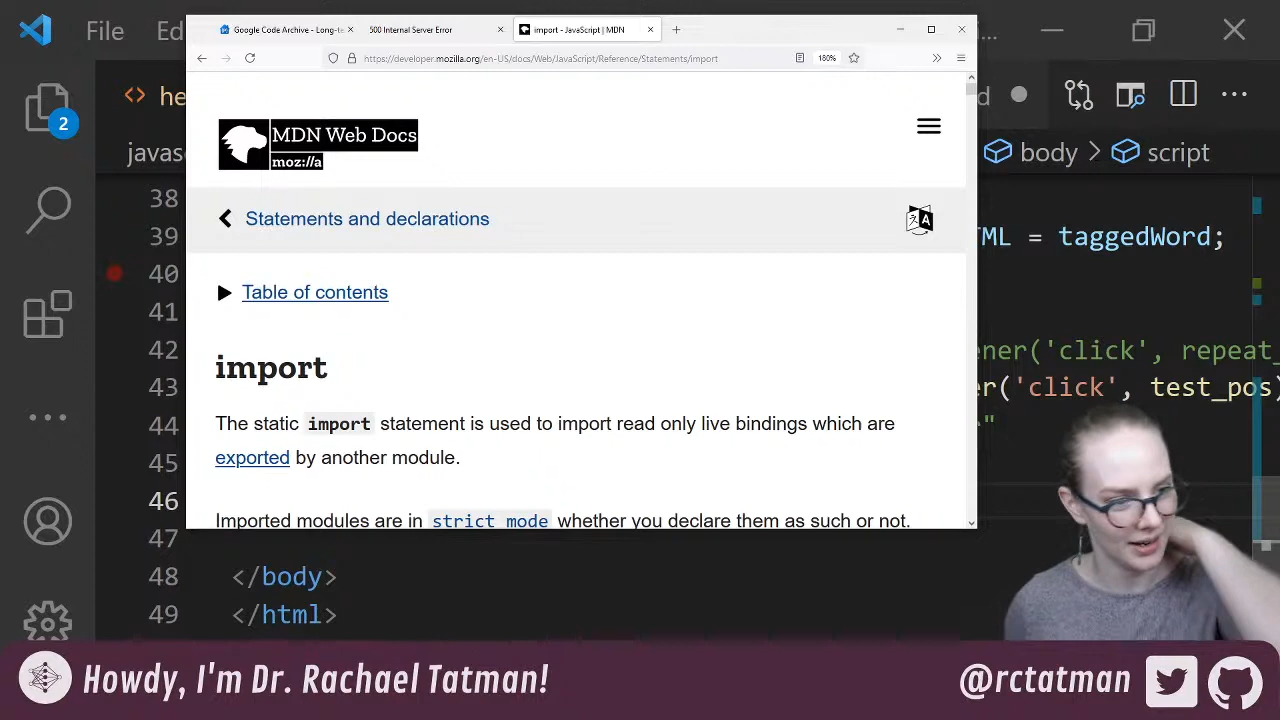 File
Ed
Google Code Archive - Long-t
500 Internal Server Error
import - JavaScript | MDN
https://developer.mozilla.org/en-US/docs/Web/JavaScript/Reference/Statements/import
180%
2
he
d
MDN Web Docs
moz://a
javas
body
script
Statements and declarations
38
39
ML = taggedWord;
40
Table of contents
41
42
ener('click', repeat_
43
er('click', test_pos)
import
44
"
The static import statement is used to import read only live bindings which are
45
exported by another module.
46
Imported modules are in strict mode whether you declare them as such or not.
47
48
</body>
49
</html>
Howdy, I'm Dr. Rachael Tatman!
@rctatman